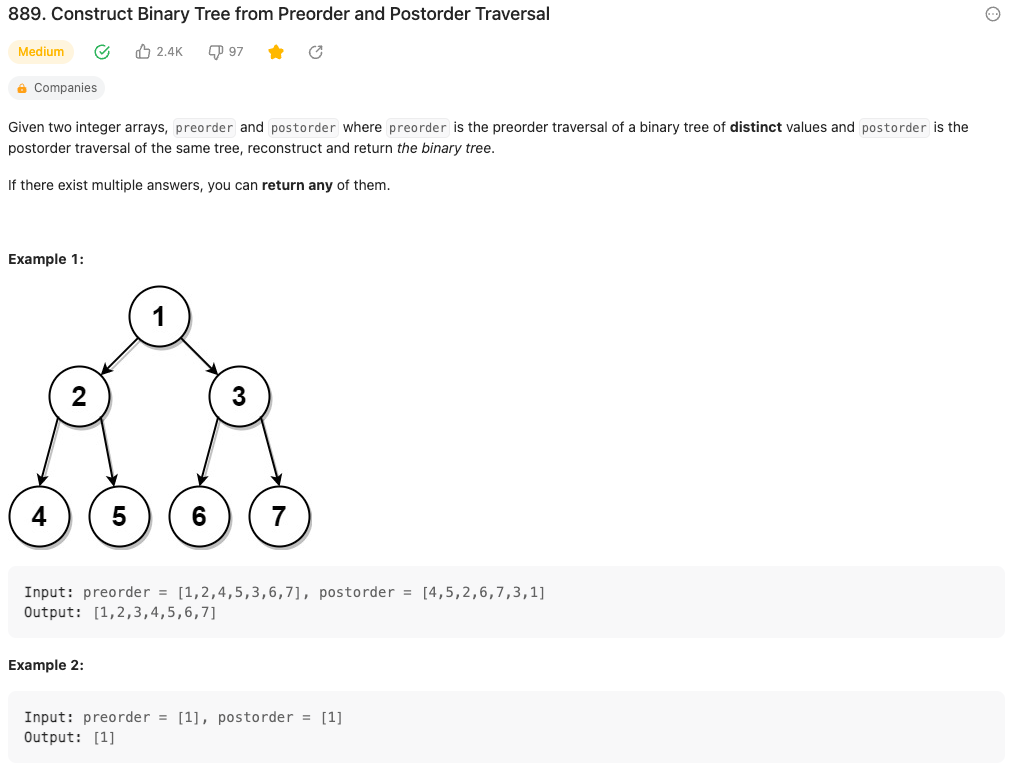 889. Construct Binary Tree from Preorder and Postorder Traversal
Medium 2.4K 97
Companies
Given two integer arrays, preorder and postorder where preorder is the preorder traversal of a binary tree of distinct values and postorder is the
postorder traversal of the same tree, reconstruct and return the binary tree.
If there exist multiple answers, you can return any of them.
Example 1:
1
2 3
4 5 6 7
Input: preorder = [1,2,4,5,3,6,7], postorder = [4,5,2,6,7,3,1]
Output: [1,2,3,4,5,6,7]
Example 2:
Input: preorder = [1], postorder = [1]
Output: [1]